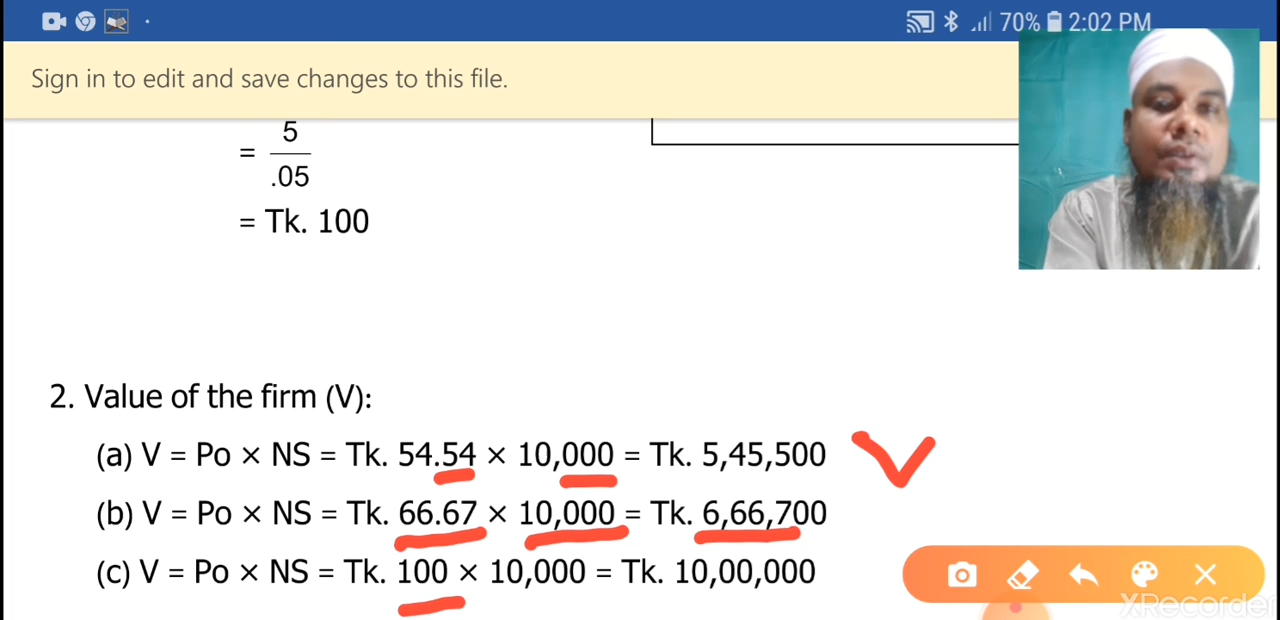 70% 2:02 PM
Sign in to edit and save changes to this file.
= 5
.05
= Tk. 100
2. Value of the firm (V):
(a) V = Po × NS = Tk. 54.54 × 10,000 = Tk. 5,45,500
(b) V = Po × NS = Tk. 66.67 × 10,000 = Tk. 6,66,700
(c) V = Po × NS = Tk. 100 × 10,000 = Tk. 10,00,000
XRecorder